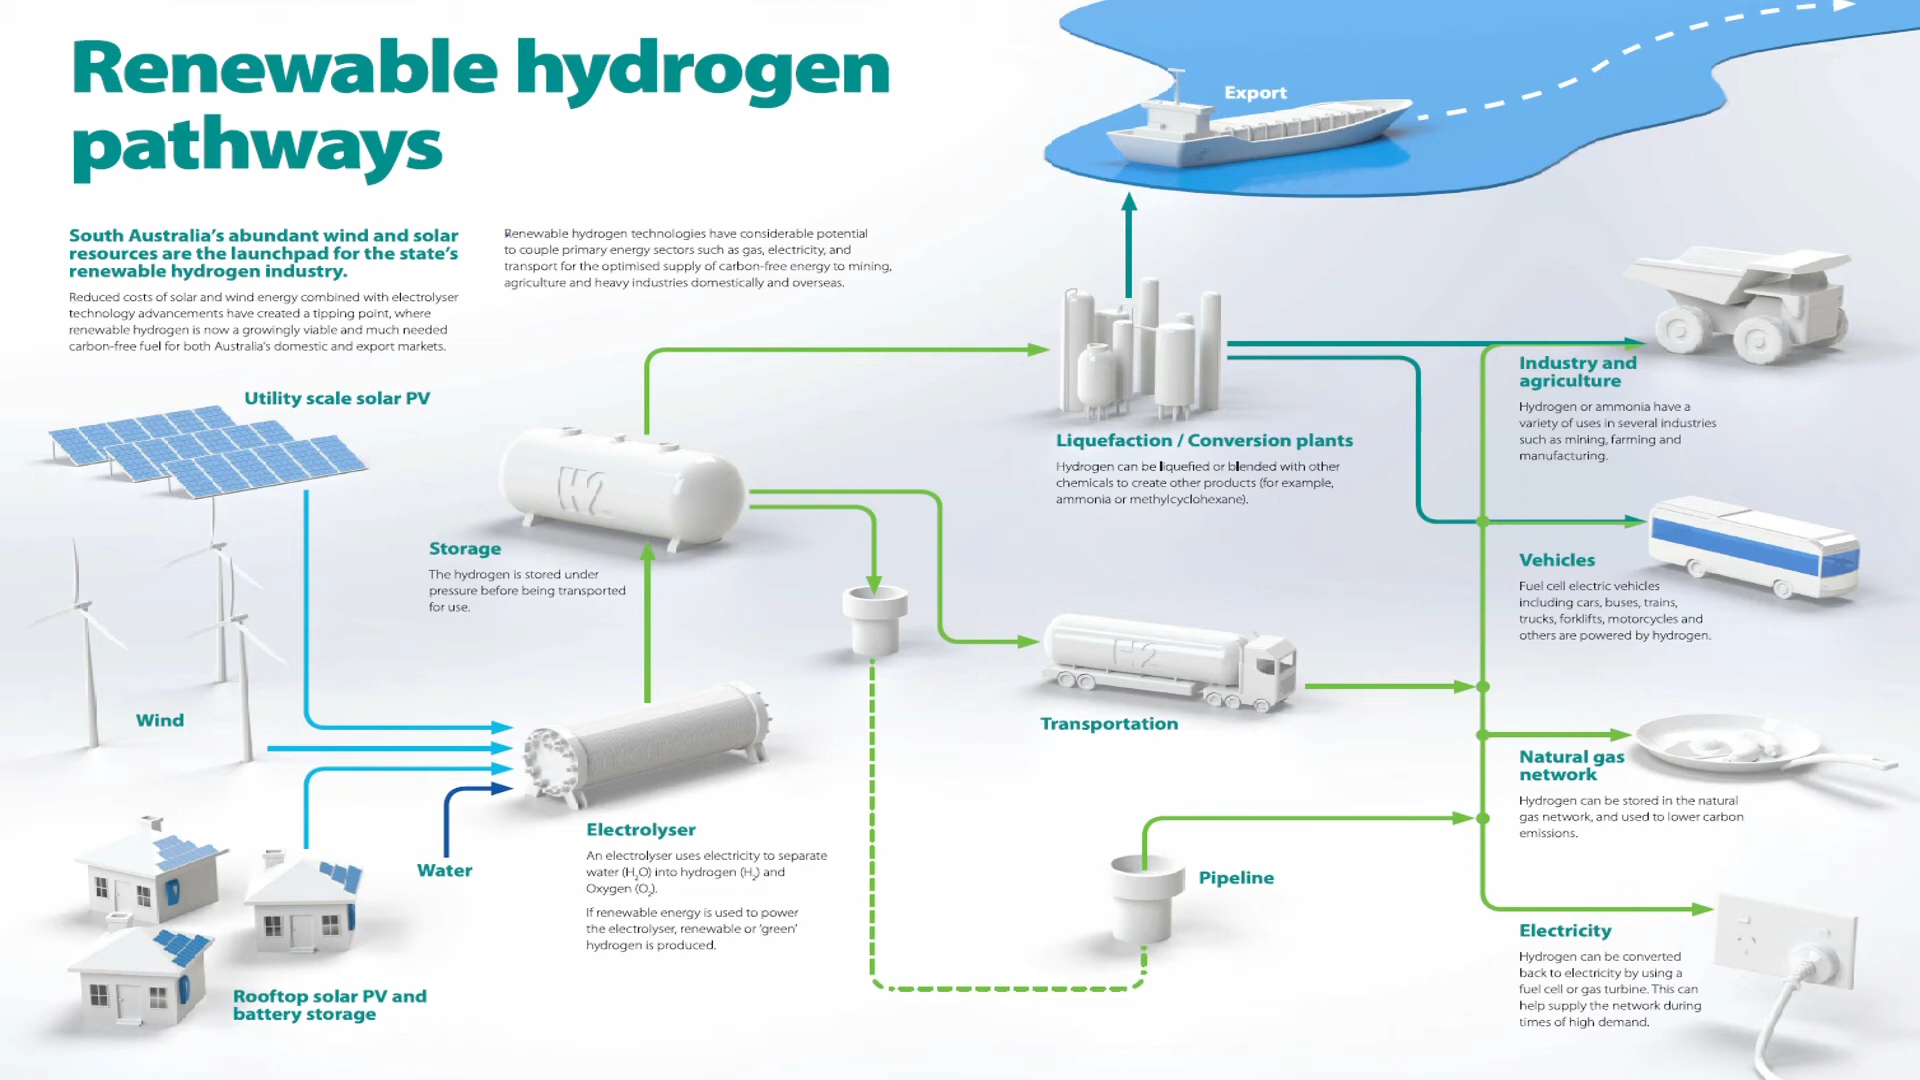 Renewable hydrogen
pathways
South Australia's abundant wind and solar
resources are the launchpad for the state's
renewable hydrogen industry.
Reduced costs of solar and wind energy combined with electrolyser
technology advancements have created a tipping point, where
renewable hydrogen is now a growingly viable and much needed
carbon-free fuel for both Australia's domestic and export markets.
Renewable hydrogen technologies have considerable potential
to couple primary energy sectors such as gas, electricity, and
transport for the optimised supply of carbon-free energy to mining,
agriculture and heavy industries domestically and overseas.
Export
Utility scale solar PV
Wind
Rooftop solar PV and
battery storage
Water
H2
Storage
The hydrogen is stored under
pressure before being transported
for use.
Electrolyser
An electrolyser uses electricity to separate
water (H₂O) into hydrogen (H₂) and
Oxygen (O₂).
If renewable energy is used to power
the electrolyser, renewable or 'green'
hydrogen is produced.
Liquefaction / Conversion plants
Hydrogen can be liquefied or blended with other
chemicals to create other products (for example,
ammonia or methylcyclohexane).
H2
Transportation
Pipeline
Industry and
agriculture
Hydrogen or ammonia have a
variety of uses in several industries
such as mining, farming and
manufacturing.
Vehicles
Fuel cell electric vehicles
including cars, buses, trains,
trucks, forklifts, motorcycles and
others are powered by hydrogen.
Natural gas
network
Hydrogen can be stored in the natural
gas network, and used to lower carbon
emissions.
Electricity
Hydrogen can be converted
back to electricity by using a
fuel cell or gas turbine. This can
help supply the network during
times of high demand.